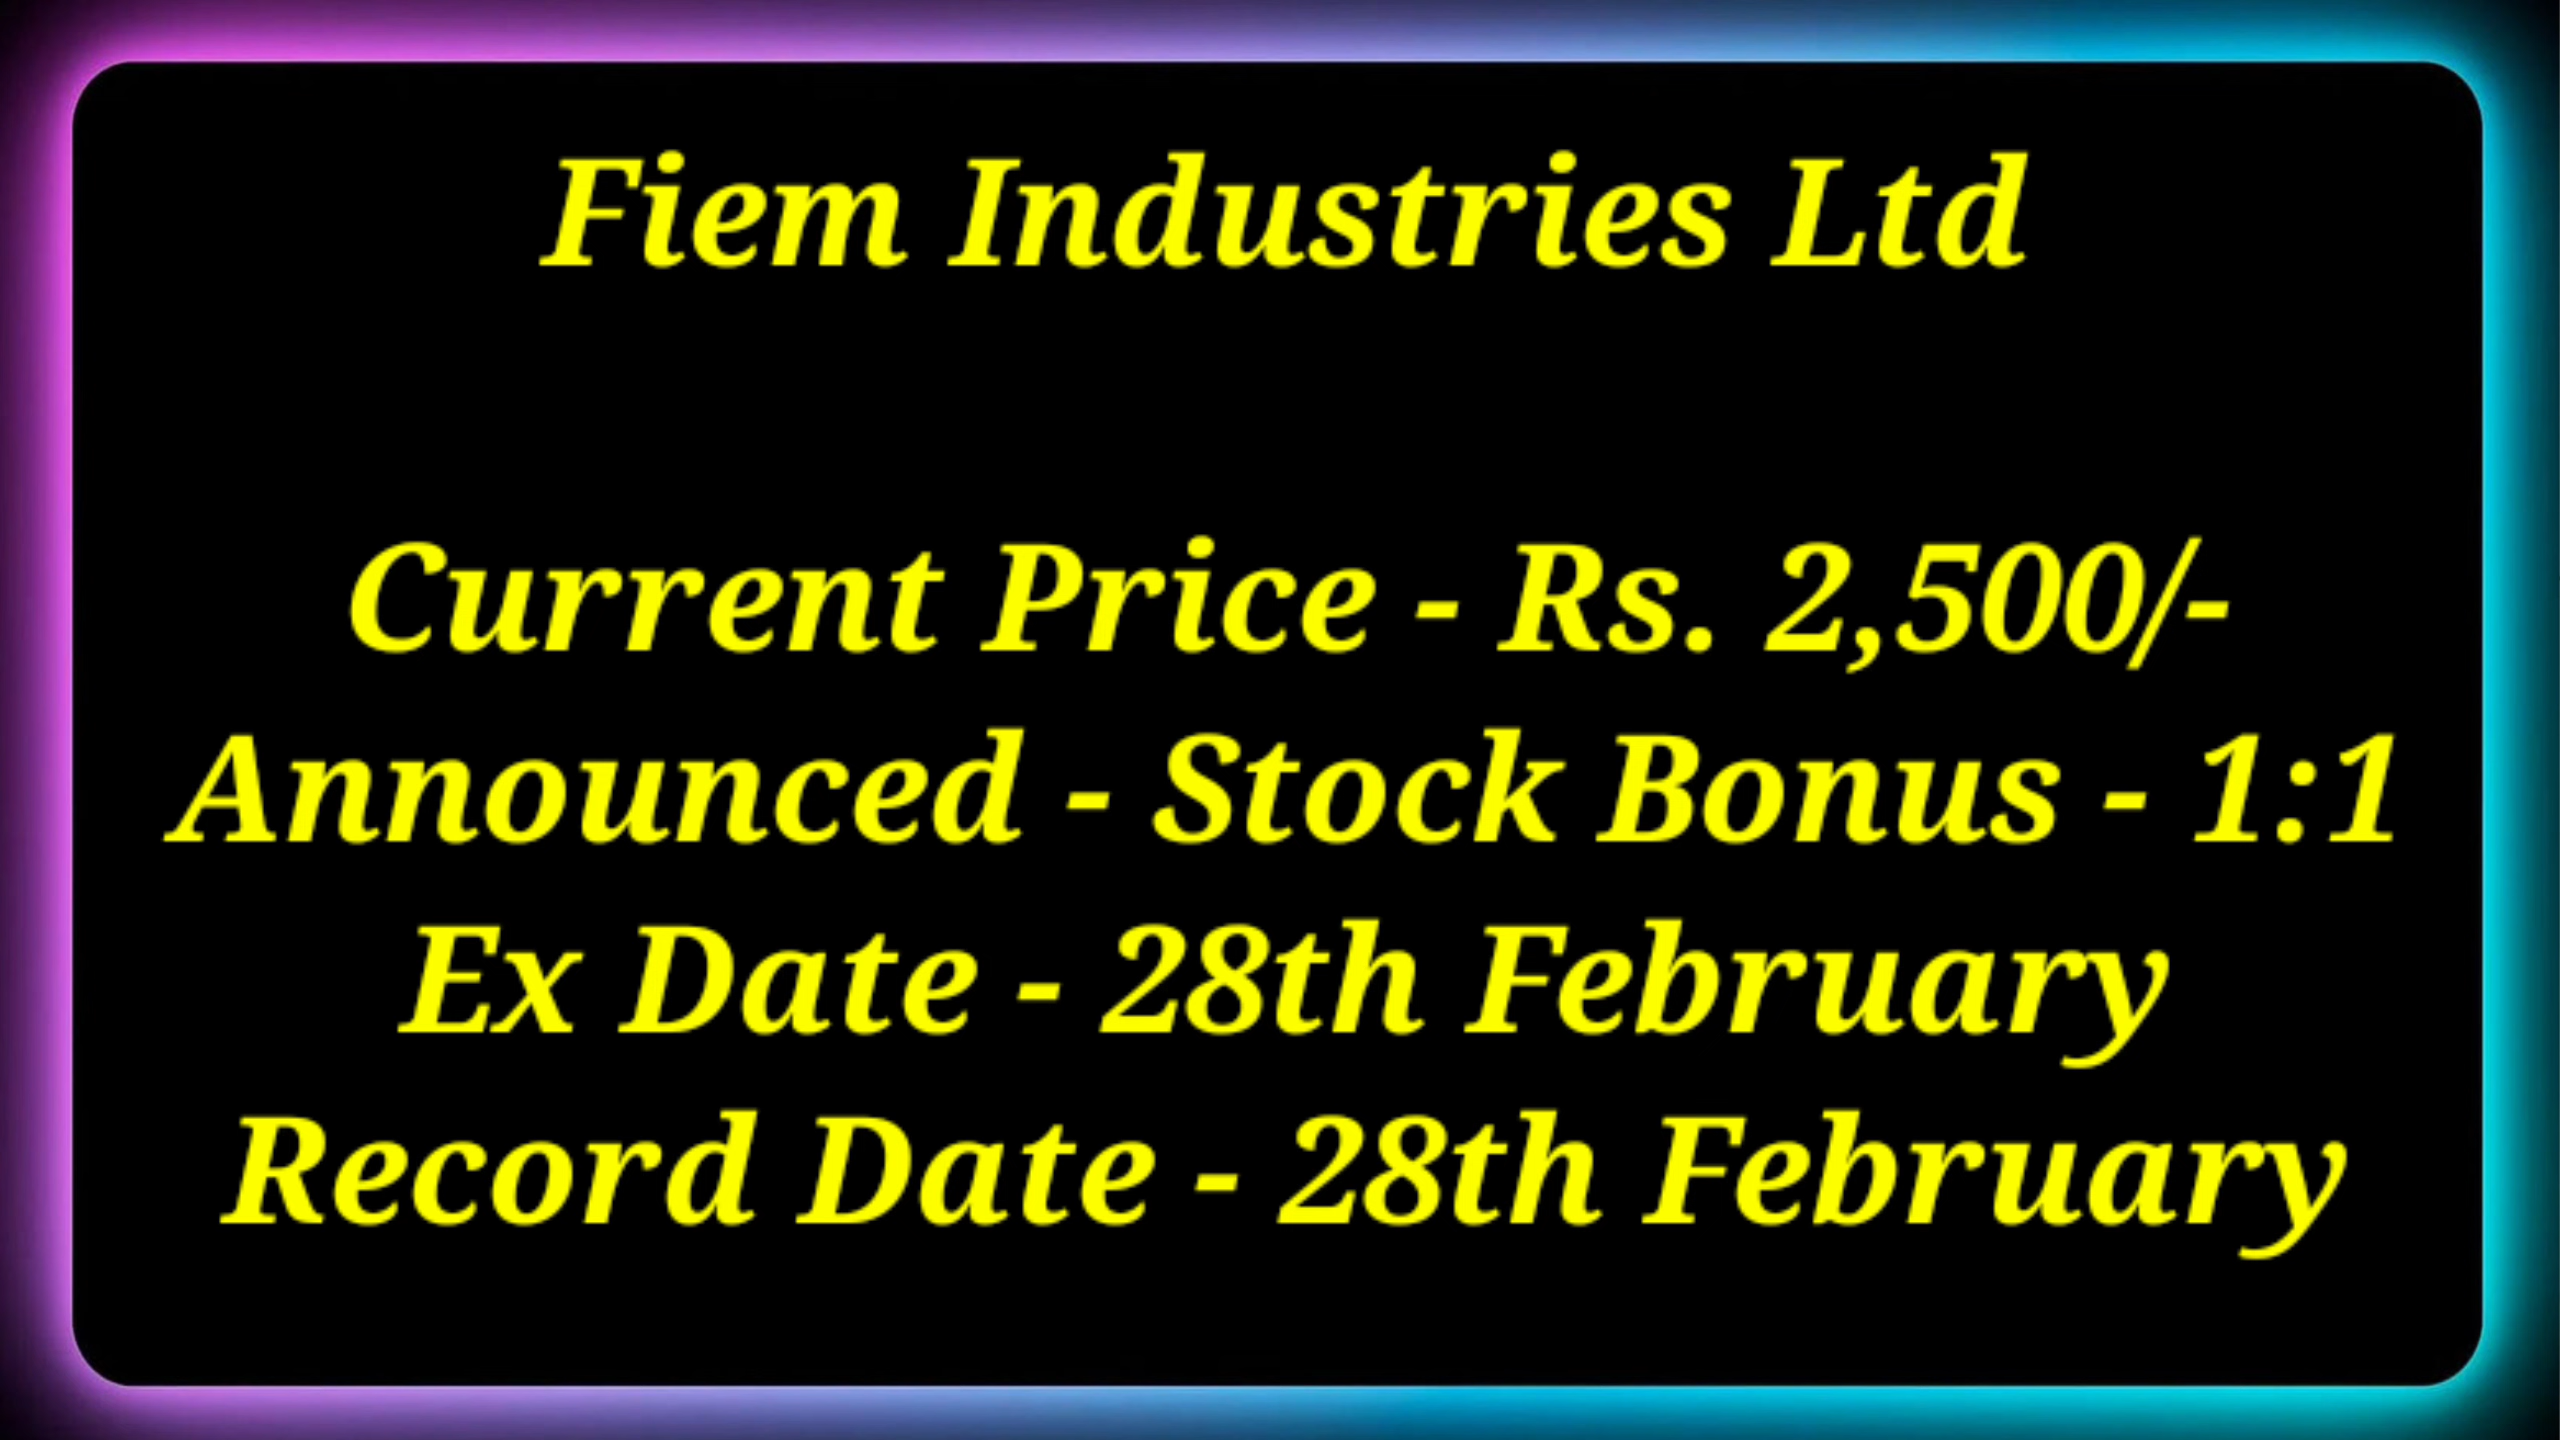 Fiem Industries Ltd
Current Price - Rs. 2,500/-
Announced - Stock Bonus - 1:1
Ex Date - 28th February
Record Date - 28th February